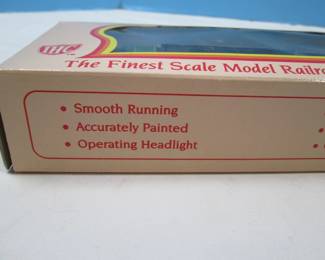 IHC
The Finest Scale Model Railro
• Smooth Running
• Accurately Painted
• Operating Headlight